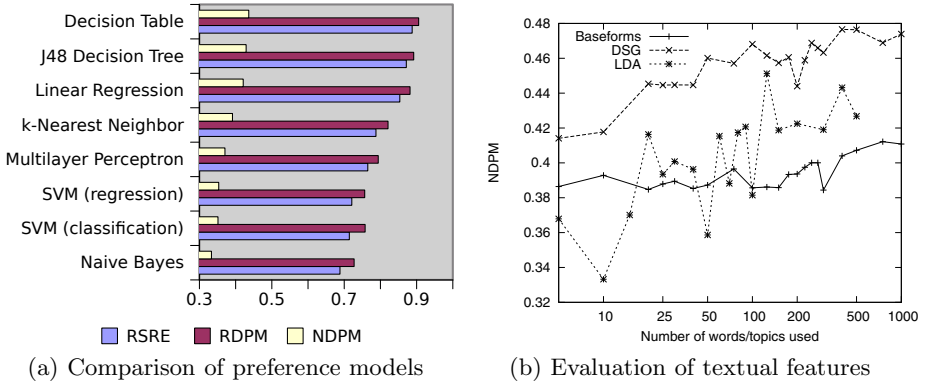 Decision Table
J48 Decision Tree
Linear Regression
k-Nearest Neighbor
Multilayer Perceptron
SVM (regression)
SVM (classification)
Naive Bayes
0.3 0.5 0.7 0.9
RSRE RDPM NDPM
(a) Comparison of preference models
0.48
0.46
0.44
0.42
0.4
0.38
0.36
0.34
0.32
NDPM
Baseforms
DSG
LDA
10 25 50 100 200 500 1000
Number of words/topics used
(b) Evaluation of textual features